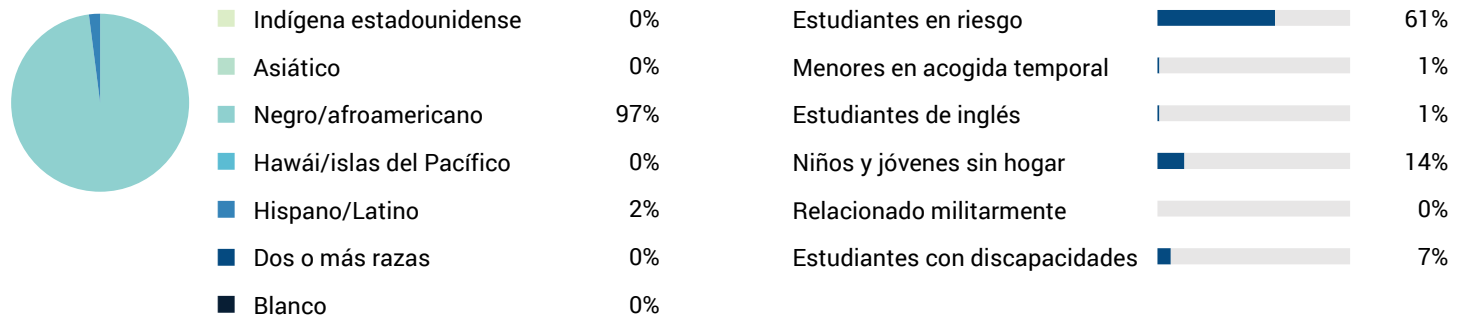 Indígena estadounidense 0%
Asiático 0%
Negro/afroamericano 97%
Hawái/islas del Pacífico 0%
Hispano/Latino 2%
Dos o más razas 0%
Blanco 0%
Estudiantes en riesgo 61%
Menores en acogida temporal 1%
Estudiantes de inglés 1%
Niños y jóvenes sin hogar 14%
Relacionado militarmente 0%
Estudiantes con discapacidades 7%